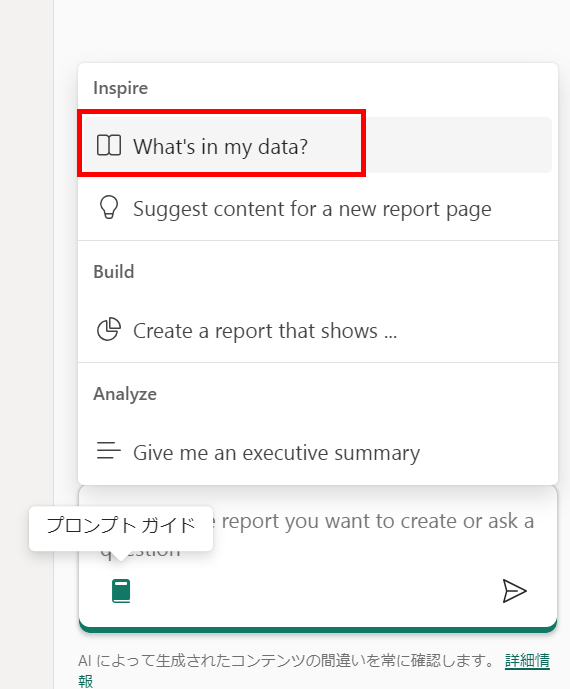 Inspire
What's in my data?
Suggest content for a new report page
Build
Create a report that shows ...
Analyze
Give me an executive summary
プロンプト ガイド
report you want to create or ask a
question
AI によって生成されたコンテンツの間違いを常に確認します。 詳細情
報